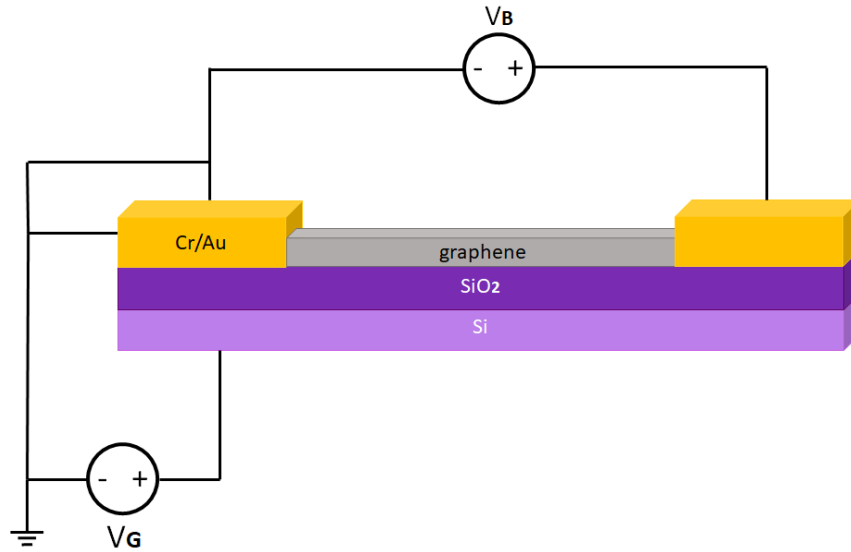 VB
- +
Cr/Au
graphene
SiO2
Si
- +
VG